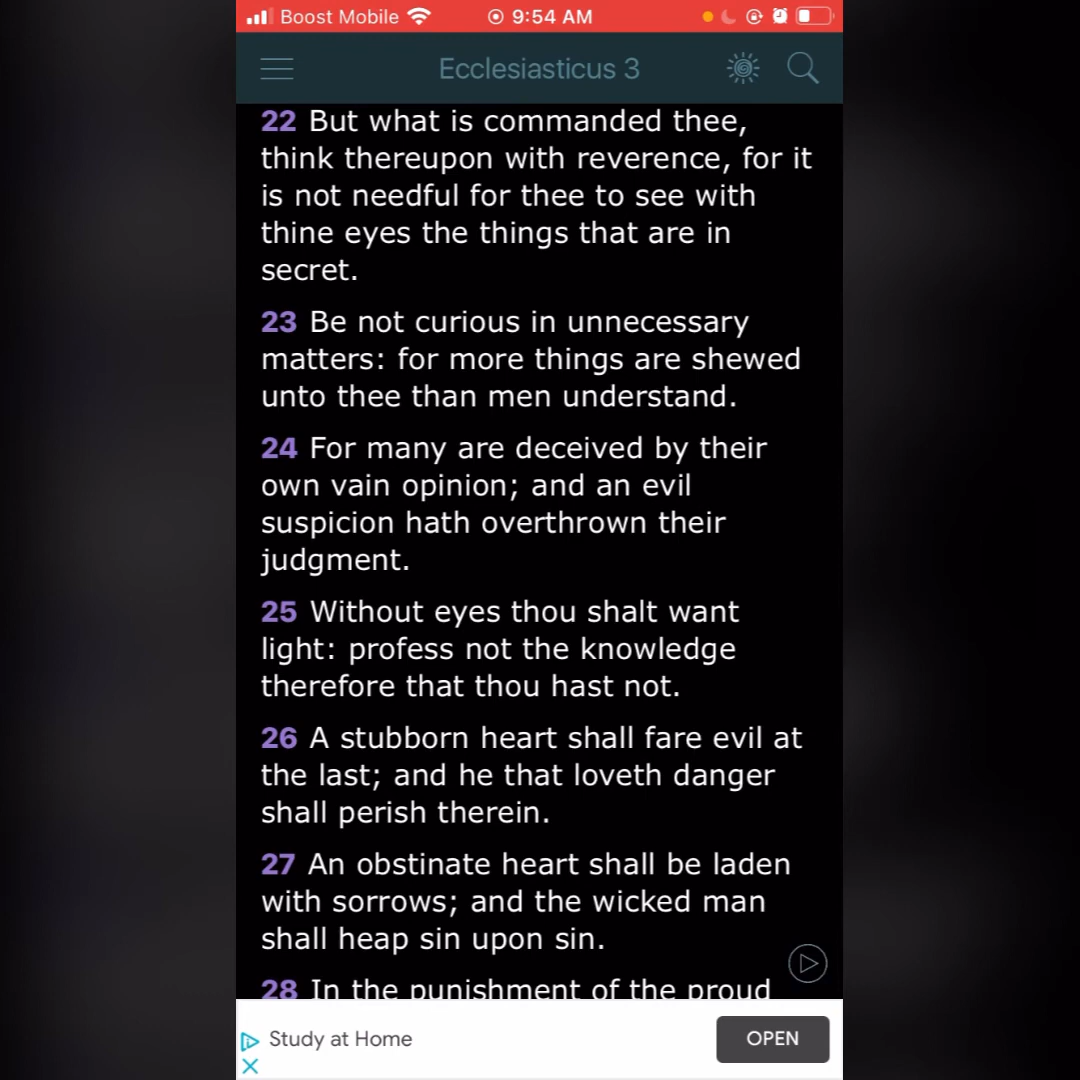 Boost Mobile 9:54 AM
Ecclesiasticus 3
22 But what is commanded thee,
think thereupon with reverence, for it
is not needful for thee to see with
thine eyes the things that are in
secret.
23 Be not curious in unnecessary
matters: for more things are shewed
unto thee than men understand.
24 For many are deceived by their
own vain opinion; and an evil
suspicion hath overthrown their
judgment.
25 Without eyes thou shalt want
light: profess not the knowledge
therefore that thou hast not.
26 A stubborn heart shall fare evil at
the last; and he that loveth danger
shall perish therein.
27 An obstinate heart shall be laden
with sorrows; and the wicked man
shall heap sin upon sin.
28 In the punishment of the proud
Study at Home
OPEN